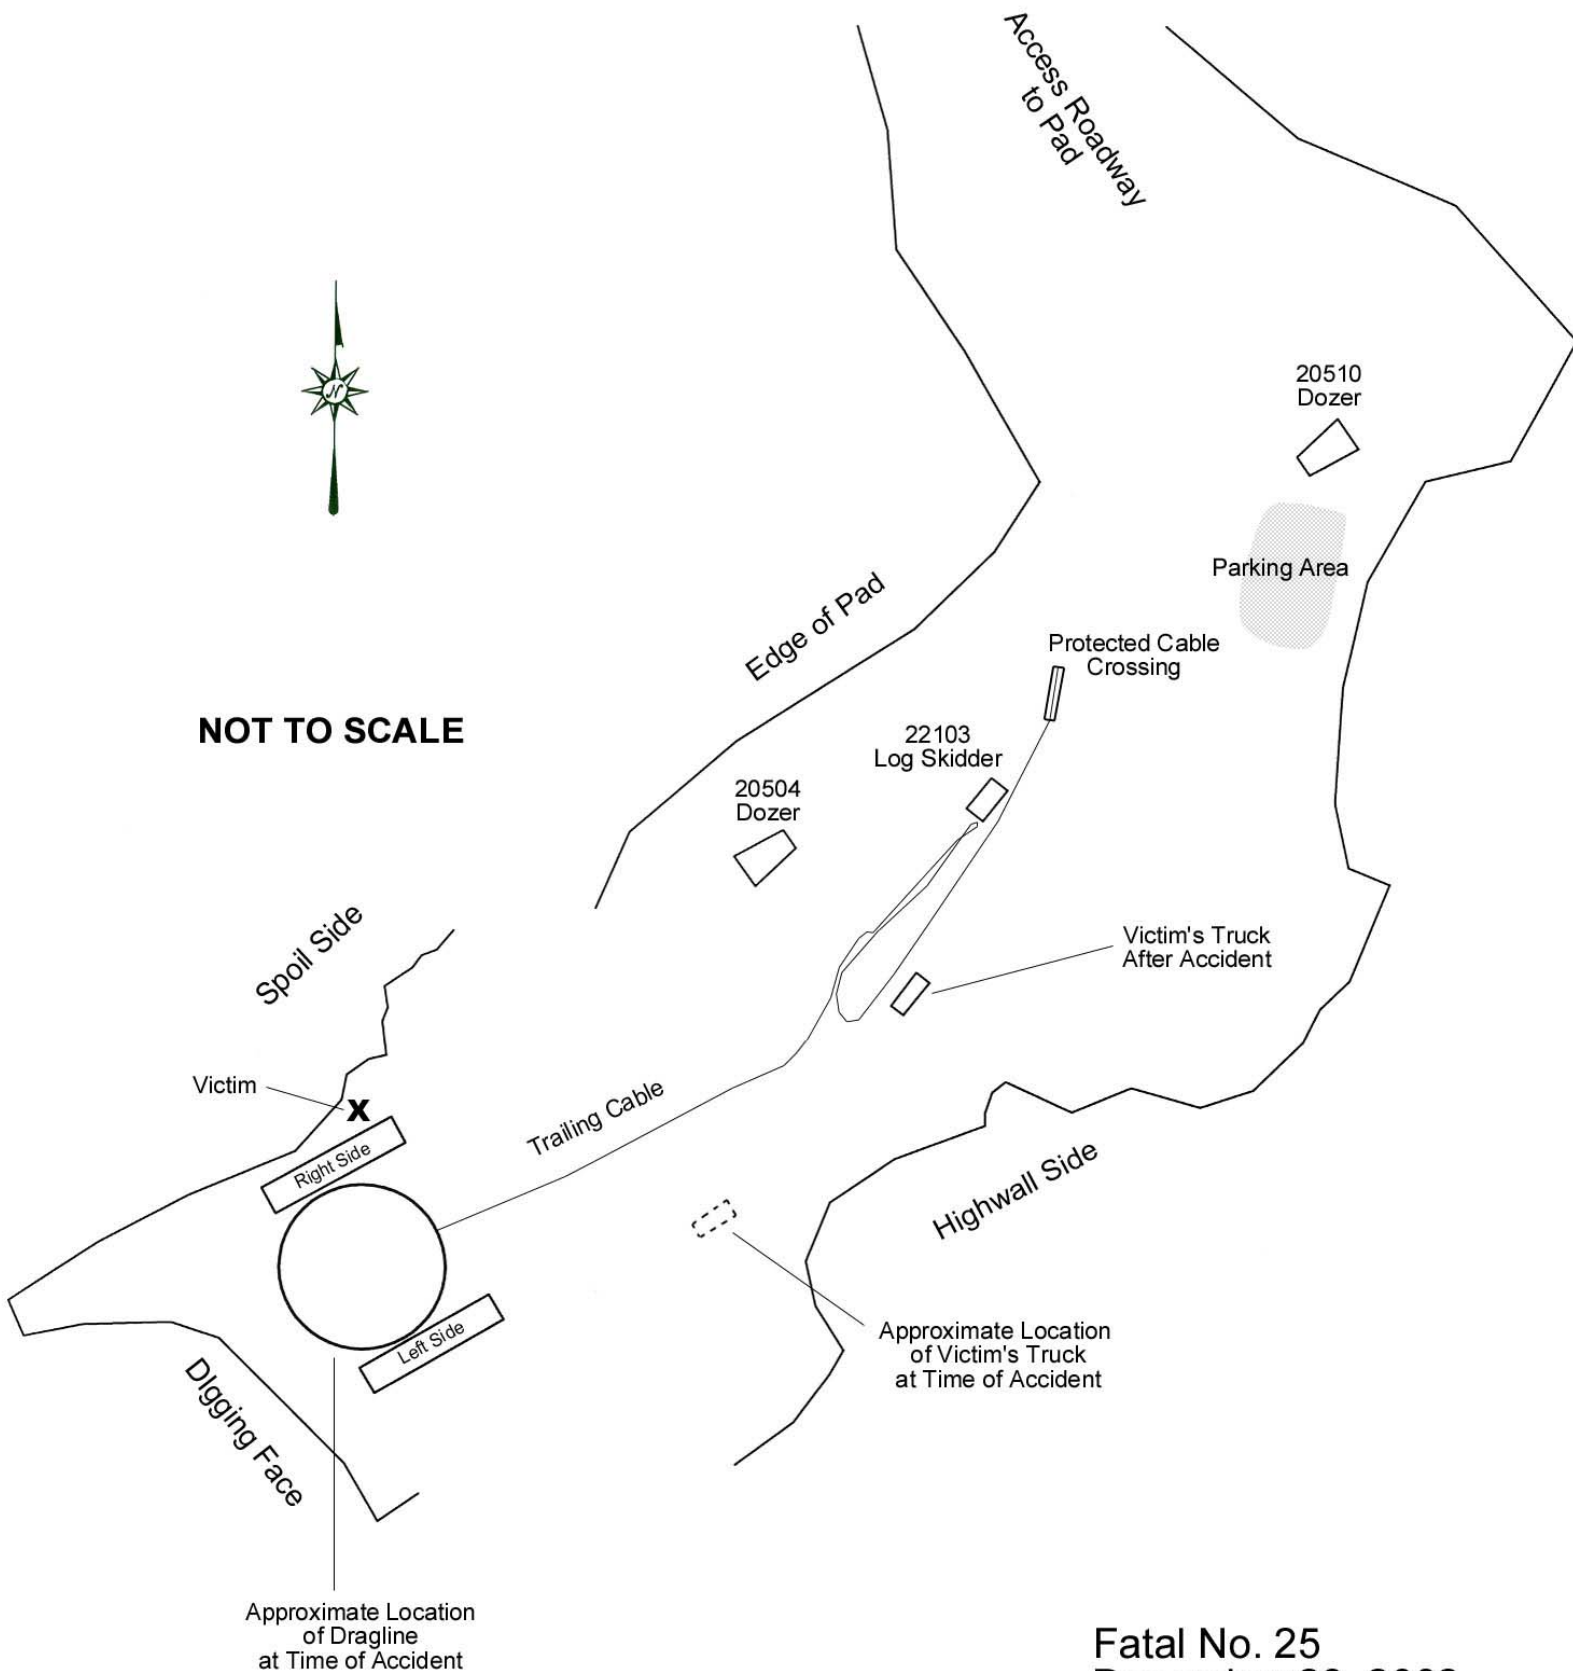 Access Roadway
to Pad
N
20510
Dozer
Parking Area
Edge of Pad
Protected Cable
Crossing
NOT TO SCALE
22103
Log Skidder
20504
Dozer
Spoil Side
Victim's Truck
After Accident
Victim
Trailing Cable
Right Side
Highwall Side
Left Side
Approximate Location
of Victim's Truck
at Time of Accident
DIgging Face
Approximate Location
of Dragline
at Time of Accident
Fatal No. 25